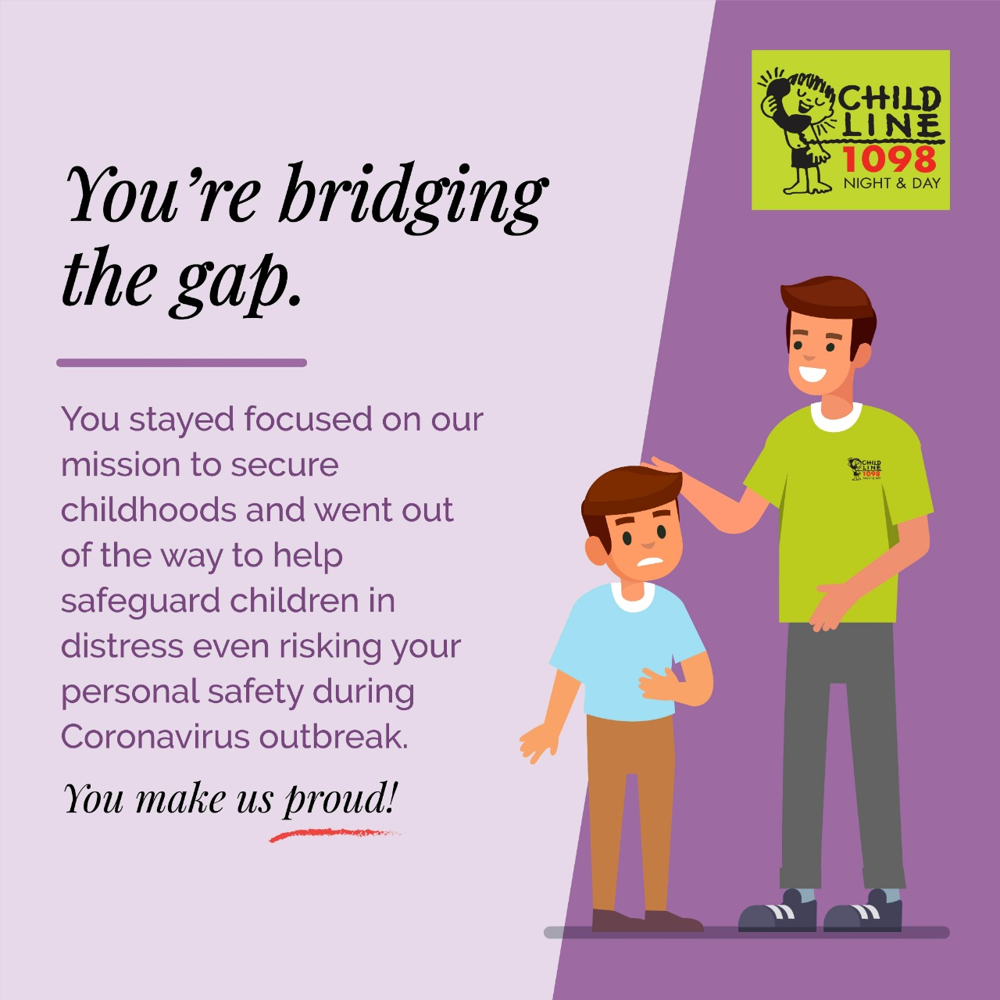 CHILD
LINE
1098
NIGHT & DAY
You're bridging
the gap.
You stayed focused on our
mission to secure
childhoods and went out
of the way to help
safeguard children in
distress even risking your
personal safety during
Coronavirus outbreak.
You make us proud!
CHILD
LINE
1098
NIGHT & DAY